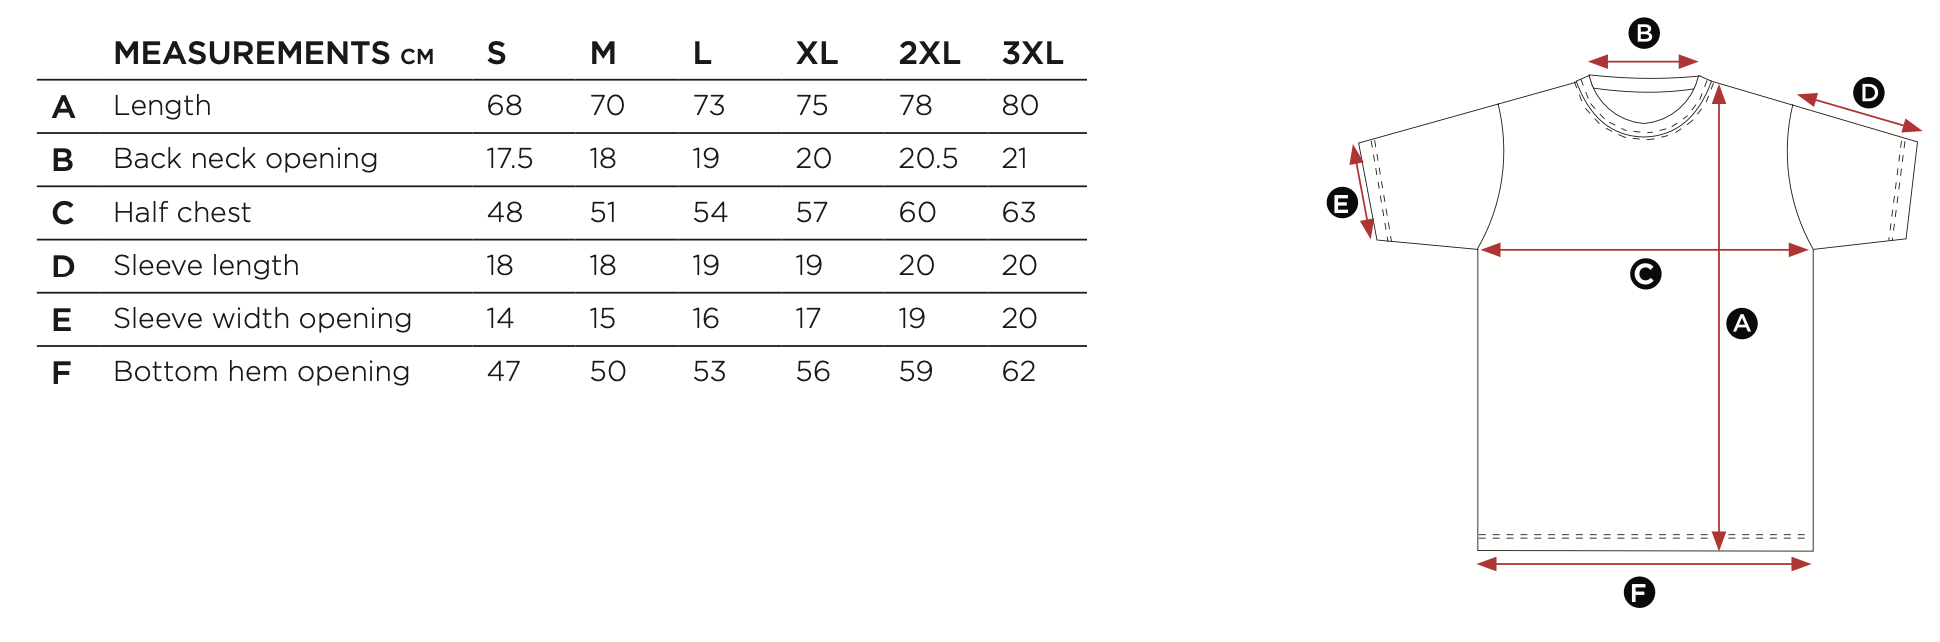 MEASUREMENTS CM S M L XL 2XL 3XL
A Length 68 70 73 75 78 80
B Back neck opening 17.5 18 19 20 20.5 21
C Half chest 48 51 54 57 60 63
D Sleeve length 18 18 19 19 20 20
E Sleeve width opening 14 15 16 17 19 20
F Bottom hem opening 47 50 53 56 59 62
B
D
E
C
A
F